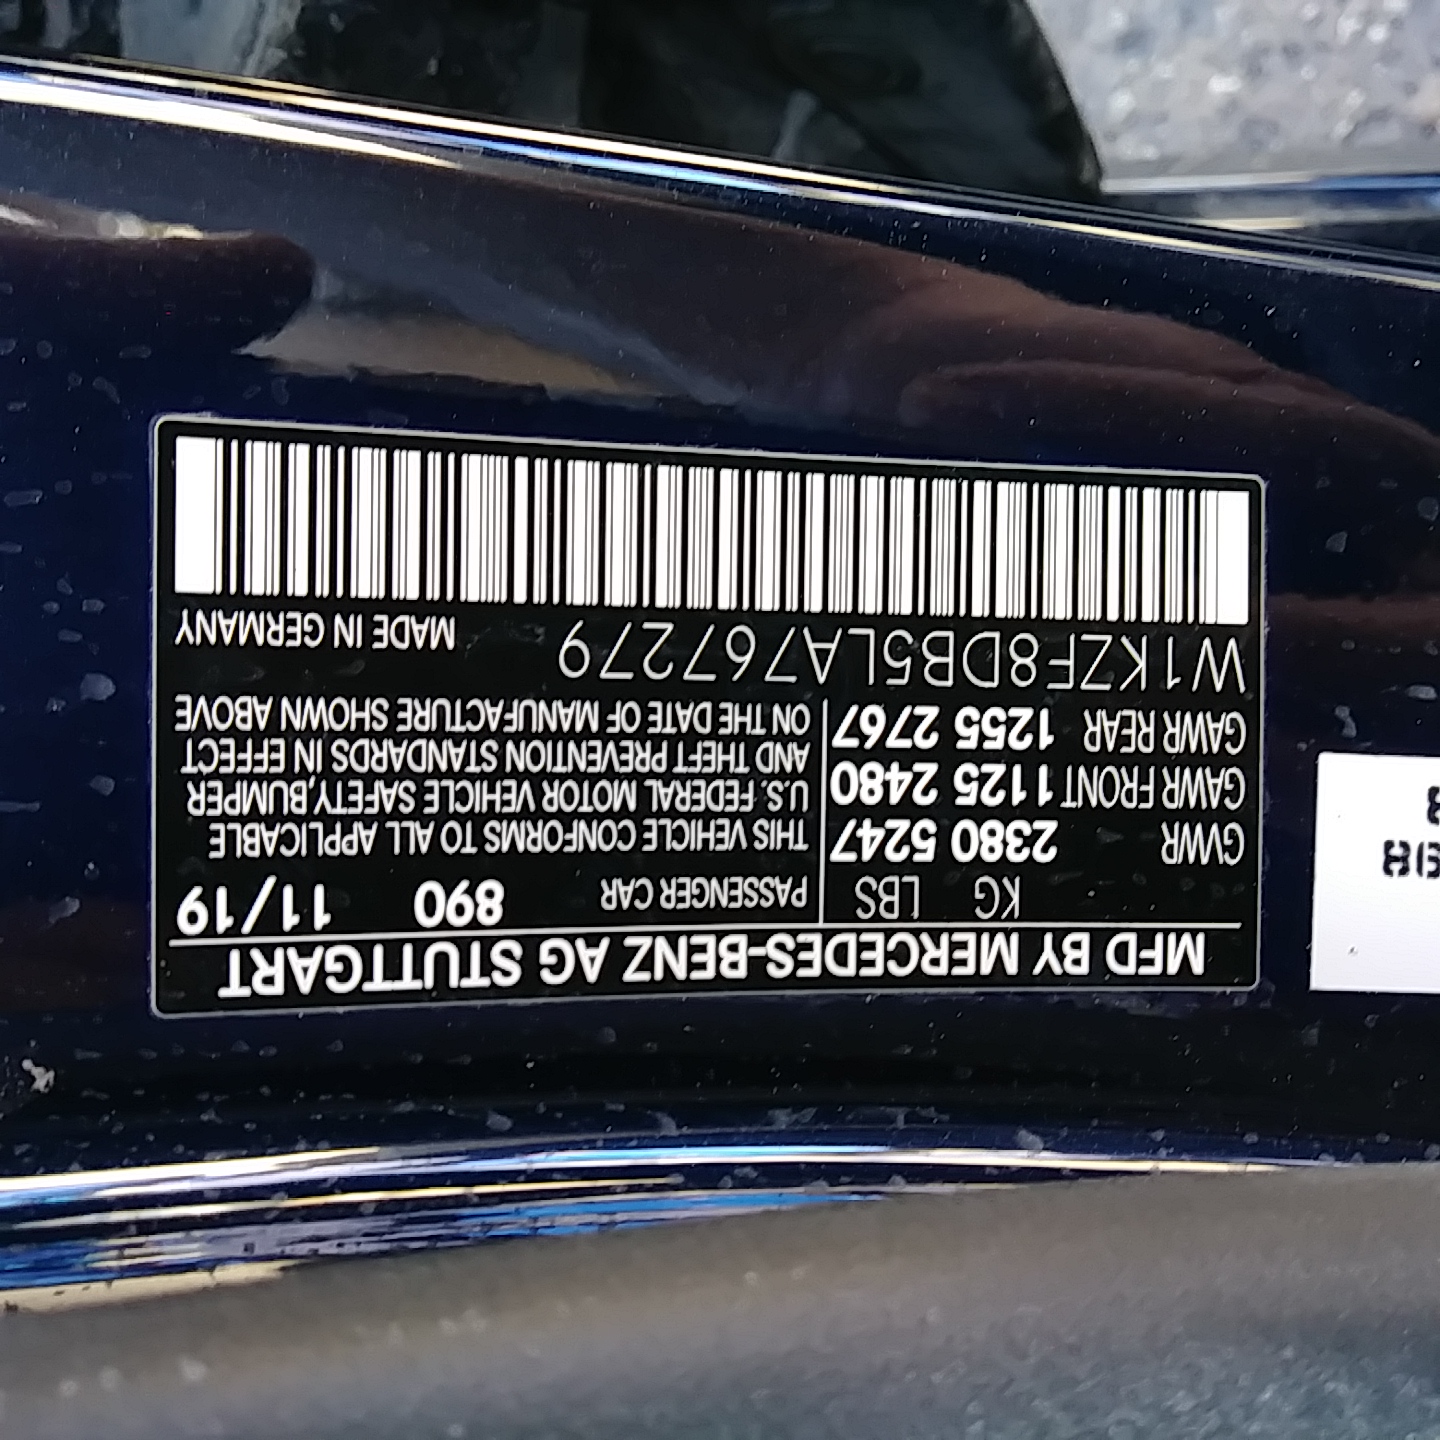 MFD BY MERCEDES-BENZ AG STUTTGART
KG LBS
GVWR 2380 5247
GAWR FRONT 1125 2480
GAWR REAR 1255 2767
PASSENGER CAR 890 11/19
THIS VEHICLE CONFORMS TO ALL APPLICABLE
U.S. FEDERAL MOTOR VEHICLE SAFETY,BUMPER
AND THEFT PREVENTION STANDARDS IN EFFECT
ON THE DATE OF MANUFACTURE SHOWN ABOVE
W1KZF8DB5LA767279 MADE IN GERMANY